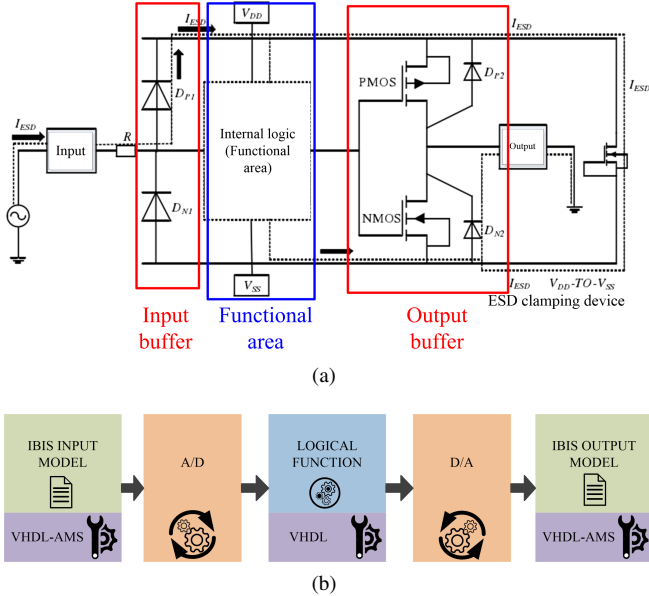 I_ESD
V_DD
I_ESD
I_ESD
D_P1
PMOS
D_P2
I_ESD
R
Input
Internal logic
(Functional
area)
Output
D_N1
NMOS
D_N2
V_SS
I_ESD
V_DD-TO-V_SS
ESD clamping device
Input
buffer
Functional
area
Output
buffer
(a)
IBIS INPUT
MODEL
VHDL-AMS
A/D
LOGICAL
FUNCTION
VHDL
D/A
IBIS OUTPUT
MODEL
VHDL-AMS
(b)